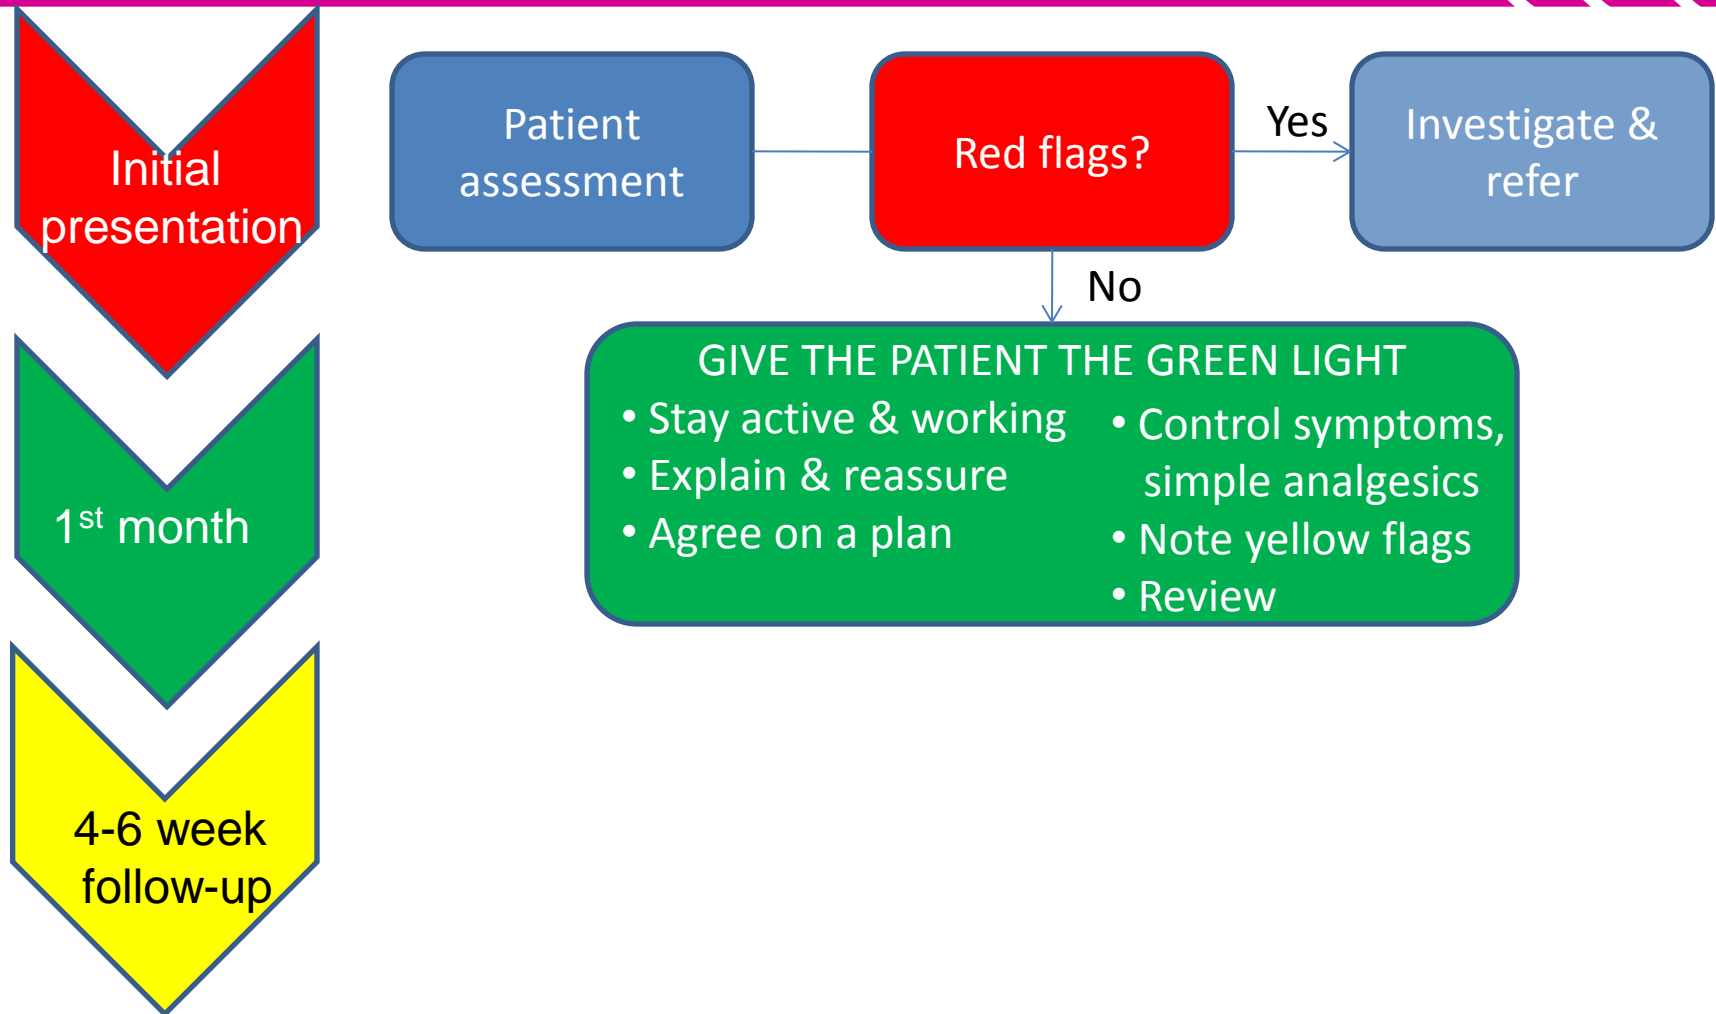 Initial
presentation
Patient
assessment
Red flags?
Yes
Investigate &
refer
No
1st month
GIVE THE PATIENT THE GREEN LIGHT
• Stay active & working
• Explain & reassure
• Agree on a plan
• Control symptoms,
simple analgesics
• Note yellow flags
• Review
4-6 week
follow-up